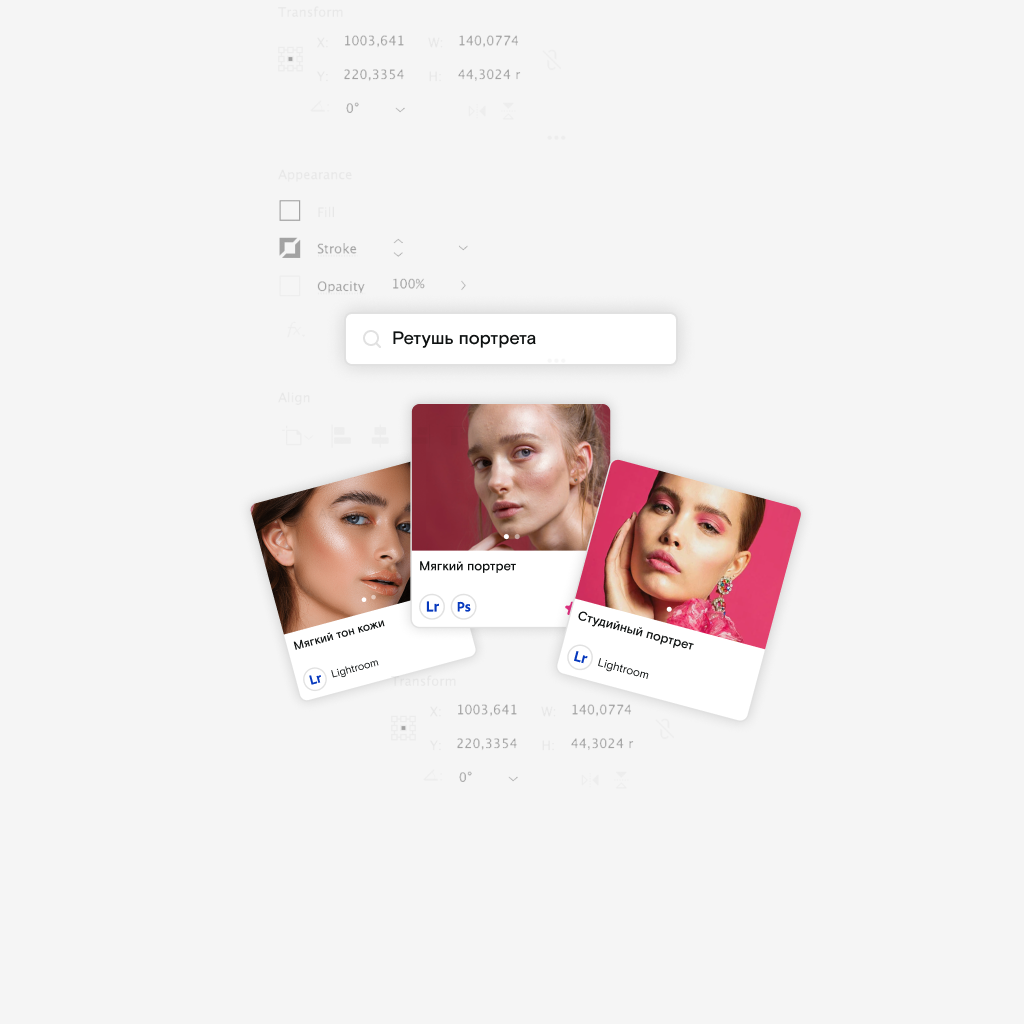 Transform
X: 1003,641 W: 140,0774
Y: 220,3354 H 44,3024 r
0°
Appearance
Fill
Stroke
Opacity 100%
Ретушь портрета
Align
Мягкий портрет
Lr Ps
Мягкий тон кожи
Lr Lightroom
Студийный портрет
Lr Lightroom
Transform
X 1003,641 W 140,0774
Y 220,3354 H: 44,3024 r
0°